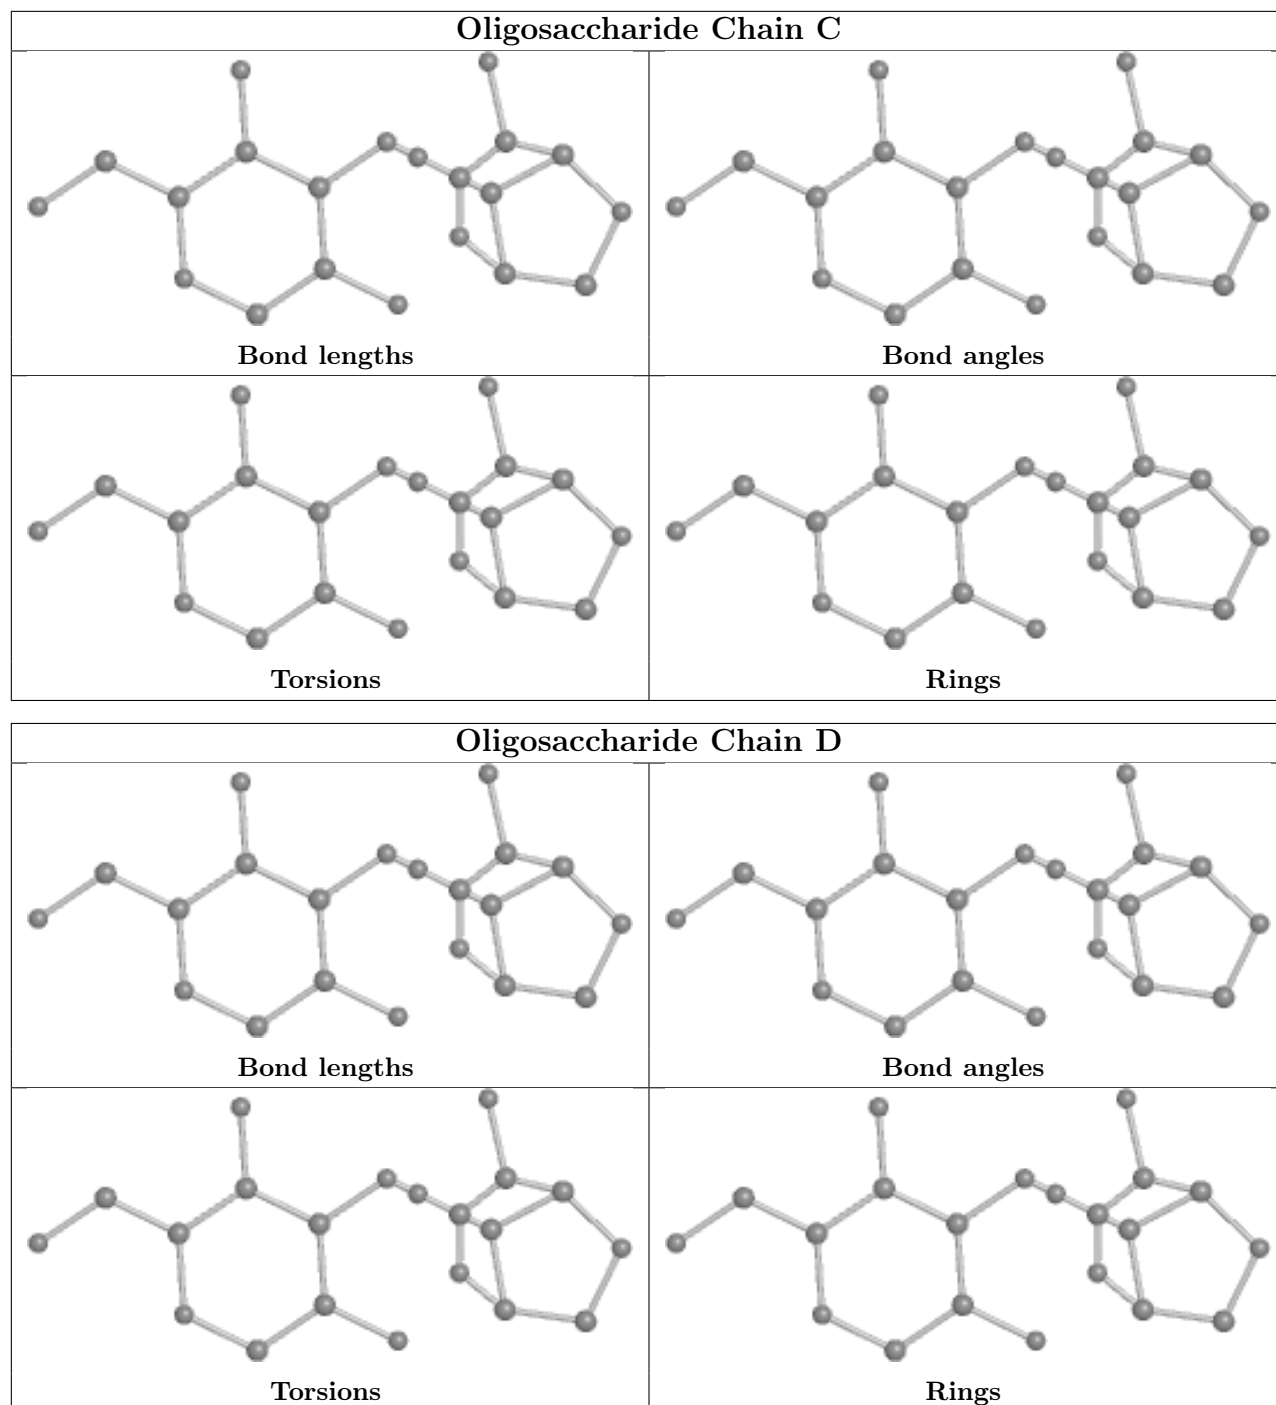 Oligosaccharide Chain C
Bond lengths
Bond angles
Torsions
Rings
Oligosaccharide Chain D
Bond lengths
Bond angles
Torsions
Rings